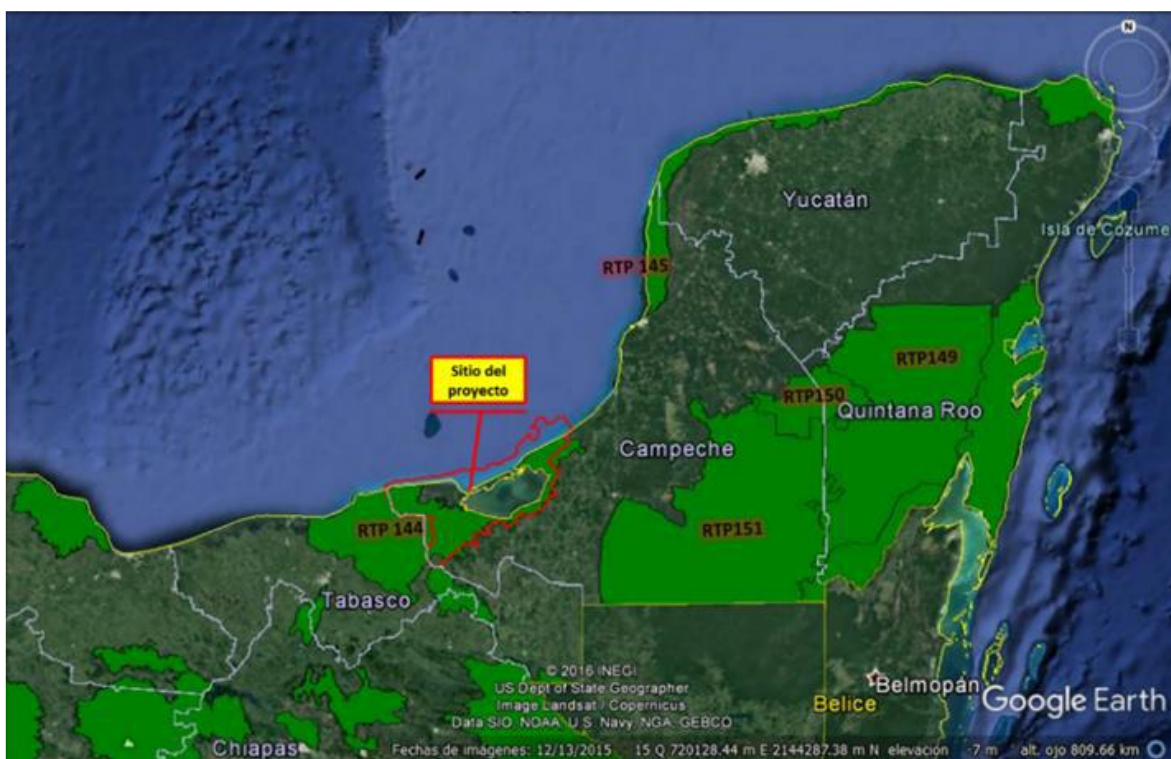 N
Yucatán
Isla de Cozume
RTP 145
Sitio del
proyecto
RTP149
RTP150
Quintana Roo
Campeche
RTP 144
RTP151
Tabasco
© 2016 INEGI
US Dept of State Geographer
Image Landsat / Copernicus
Data SIO, NOAA, U.S. Navy, NGA, GEBCO
Belmopán
Belice
Google Earth
Chiapas
Fechas de imágenes: 12/13/2015 15 Q 720128.44 m E 2144287.38 m N elevación -7 m alt. ojo 809.66 km